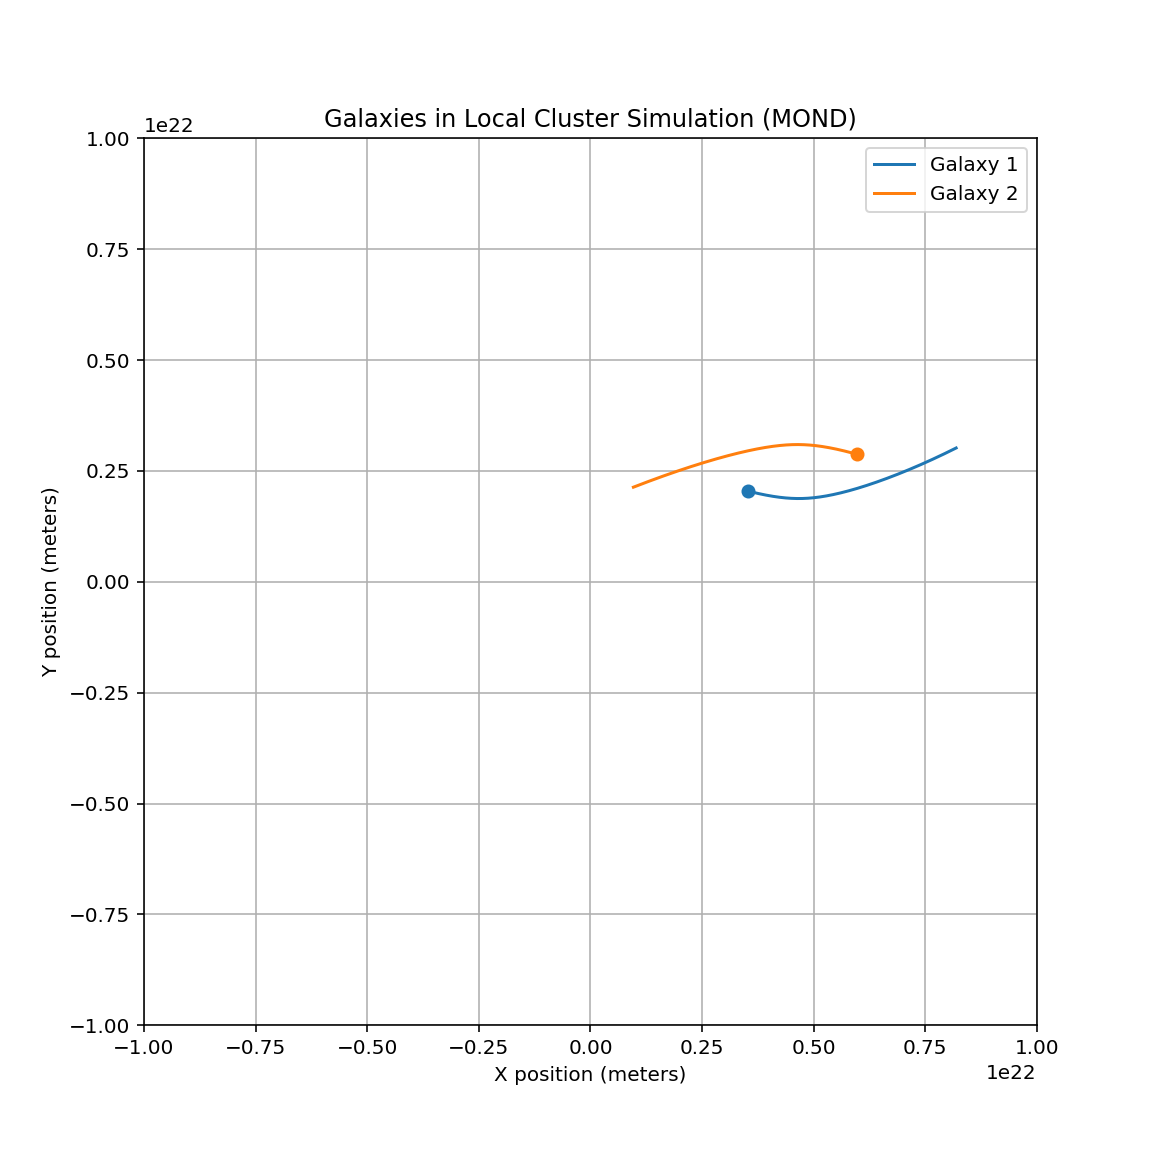 Galaxies in Local Cluster Simulation (MOND)
1e22
Galaxy 1
Galaxy 2
1.00
0.75
0.50
0.25
0.00
−0.25
−0.50
−0.75
−1.00
Y position (meters)
−1.00 −0.75 −0.50 −0.25 0.00 0.25 0.50 0.75 1.00
X position (meters)
1e22